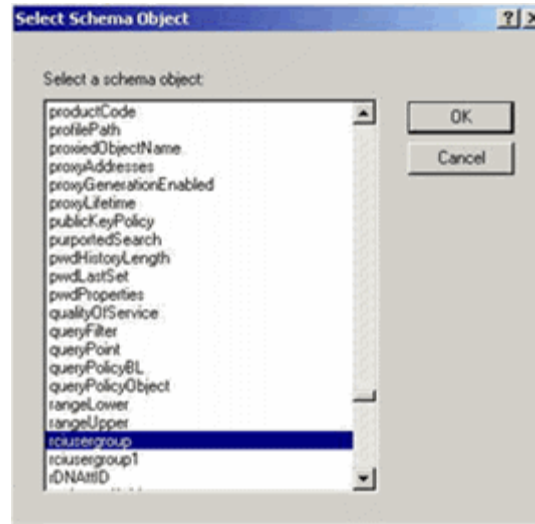 Select Schema Object
Select a schema object:
productCode
profilePath
proxiedObjectName
proxyAddresses
proxyGenerationEnabled
proxyLifetime
publicKeyPolicy
purportedSearch
pwdHistoryLength
pwdLastSet
pwdProperties
qualityOfService
queryFilter
queryPoint
queryPolicyBL
queryPolicyObject
rangeLower
rangeUpper
rciusergroup
rciusergroup1
rDNAttID
OK
Cancel